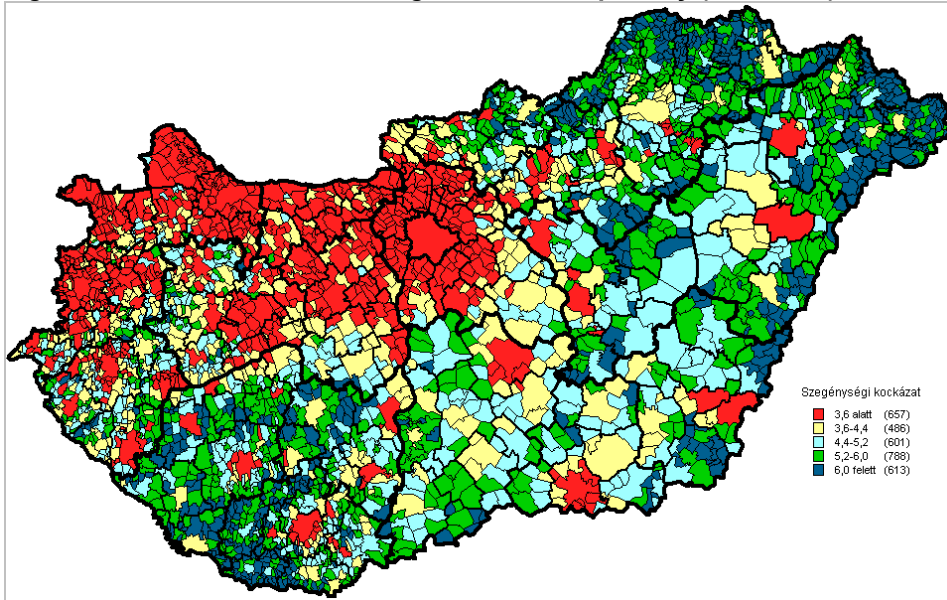 Szegénységi kockázat
3,6 alatt (657)
3,6-4,4 (486)
4,4-5,2 (601)
5,2-6,0 (788)
6,0 felett (613)